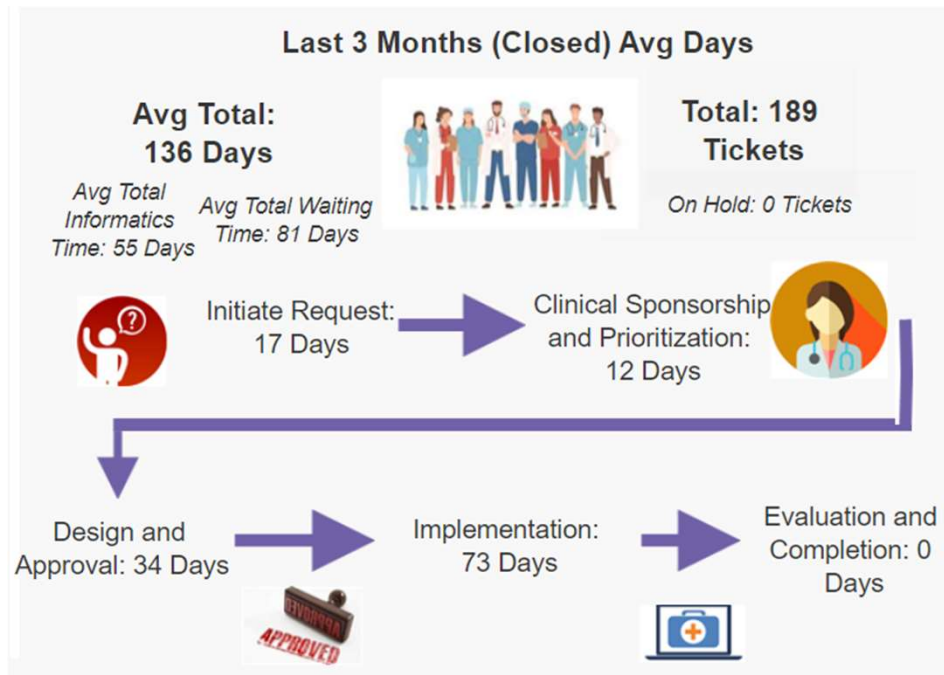 Last 3 Months (Closed) Avg Days
Avg Total:
136 Days
Total: 189
Tickets
Avg Total
Informatics
Time: 55 Days
Avg Total Waiting
Time: 81 Days
On Hold: 0 Tickets
?
Initiate Request:
17 Days
Clinical Sponsorship
and Prioritization:
12 Days
Design and
Approval: 34 Days
Implementation:
73 Days
Evaluation and
Completion: 0
Days
APPROVED
APPROVED